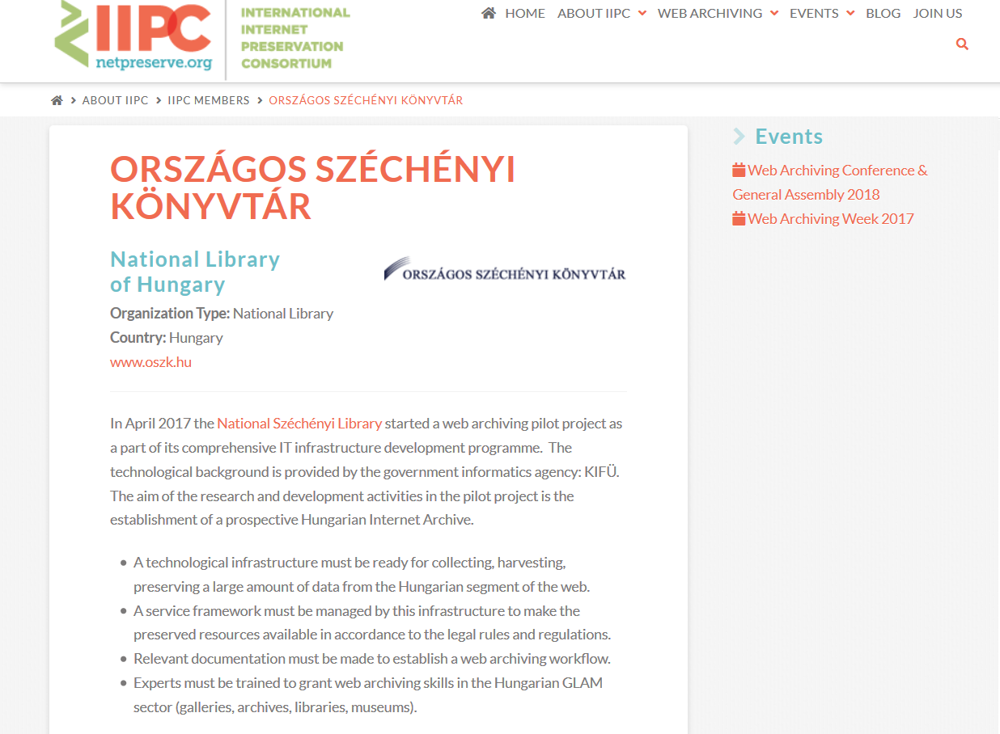 IIPC
netpreserve.org
INTERNATIONAL
INTERNET
PRESERVATION
CONSORTIUM
HOME ABOUT IIPC WEB ARCHIVING EVENTS BLOG JOIN US
ABOUT IIPC > IIPC MEMBERS > ORSZÁGOS SZÉCHÉNYI KÖNYVTÁR
ORSZÁGOS SZÉCHÉNYI
KÖNYVTÁR
National Library
of Hungary
ORSZÁGOS SZÉCHÉNYI KÖNYVTÁR
Organization Type: National Library
Country: Hungary
www.oszk.hu
In April 2017 the National Széchényi Library started a web archiving pilot project as
a part of its comprehensive IT infrastructure development programme. The
technological background is provided by the government informatics agency: KIFÜ.
The aim of the research and development activities in the pilot project is the
establishment of a prospective Hungarian Internet Archive.
• A technological infrastructure must be ready for collecting, harvesting,
preserving a large amount of data from the Hungarian segment of the web.
• A service framework must be managed by this infrastructure to make the
preserved resources available in accordance to the legal rules and regulations.
• Relevant documentation must be made to establish a web archiving workflow.
• Experts must be trained to grant web archiving skills in the Hungarian GLAM
sector (galleries, archives, libraries, museums).
Events
Web Archiving Conference &
General Assembly 2018
Web Archiving Week 2017